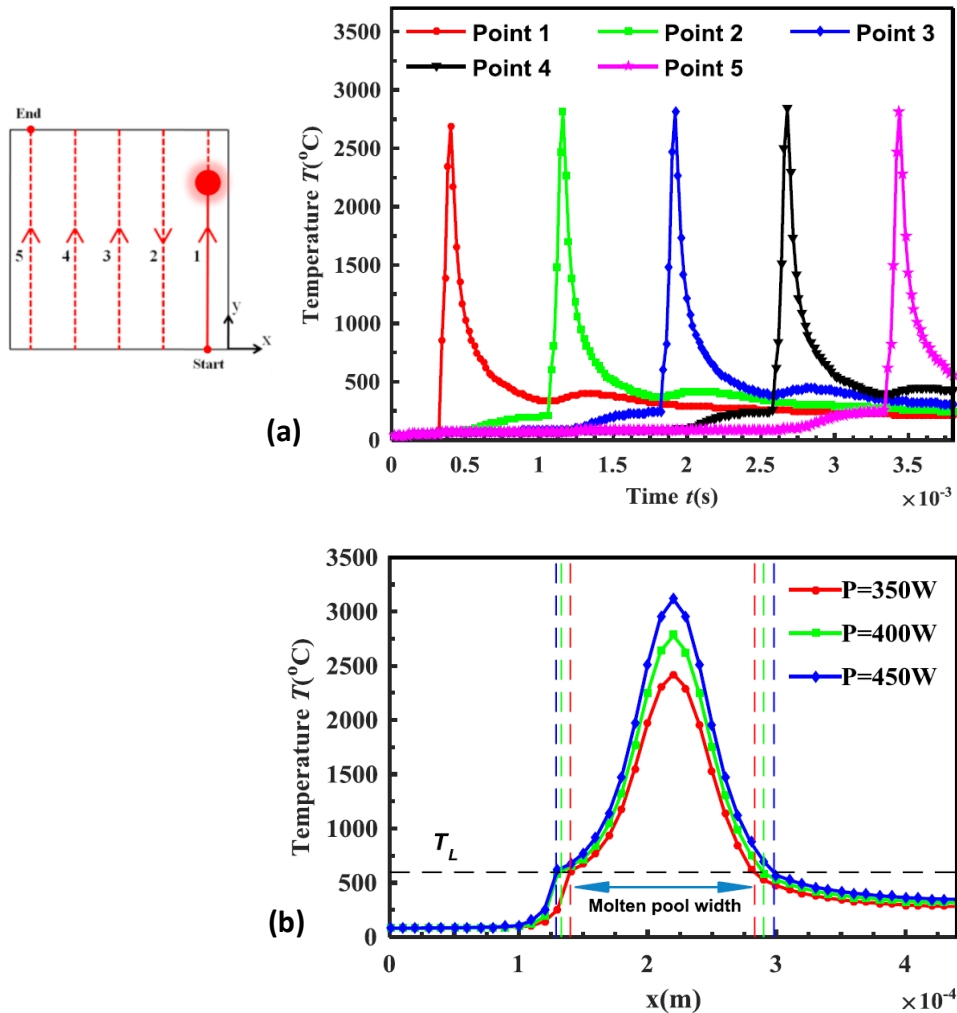 End
5 4 3 2 1
y
x
Start
(a)
Temperature T(°C)
3500
3000
2500
2000
1500
1000
500
0
Point 1 Point 2 Point 3
Point 4 Point 5
0 0.5 1 1.5 2 2.5 3 3.5
Time t(s) ×10⁻³
(b)
Temperature T(°C)
3500
3000
2500
2000
1500
1000
500
0
P=350W
P=400W
P=450W
T_L
Molten pool width
0 1 2 3 4
x(m) ×10⁻⁴